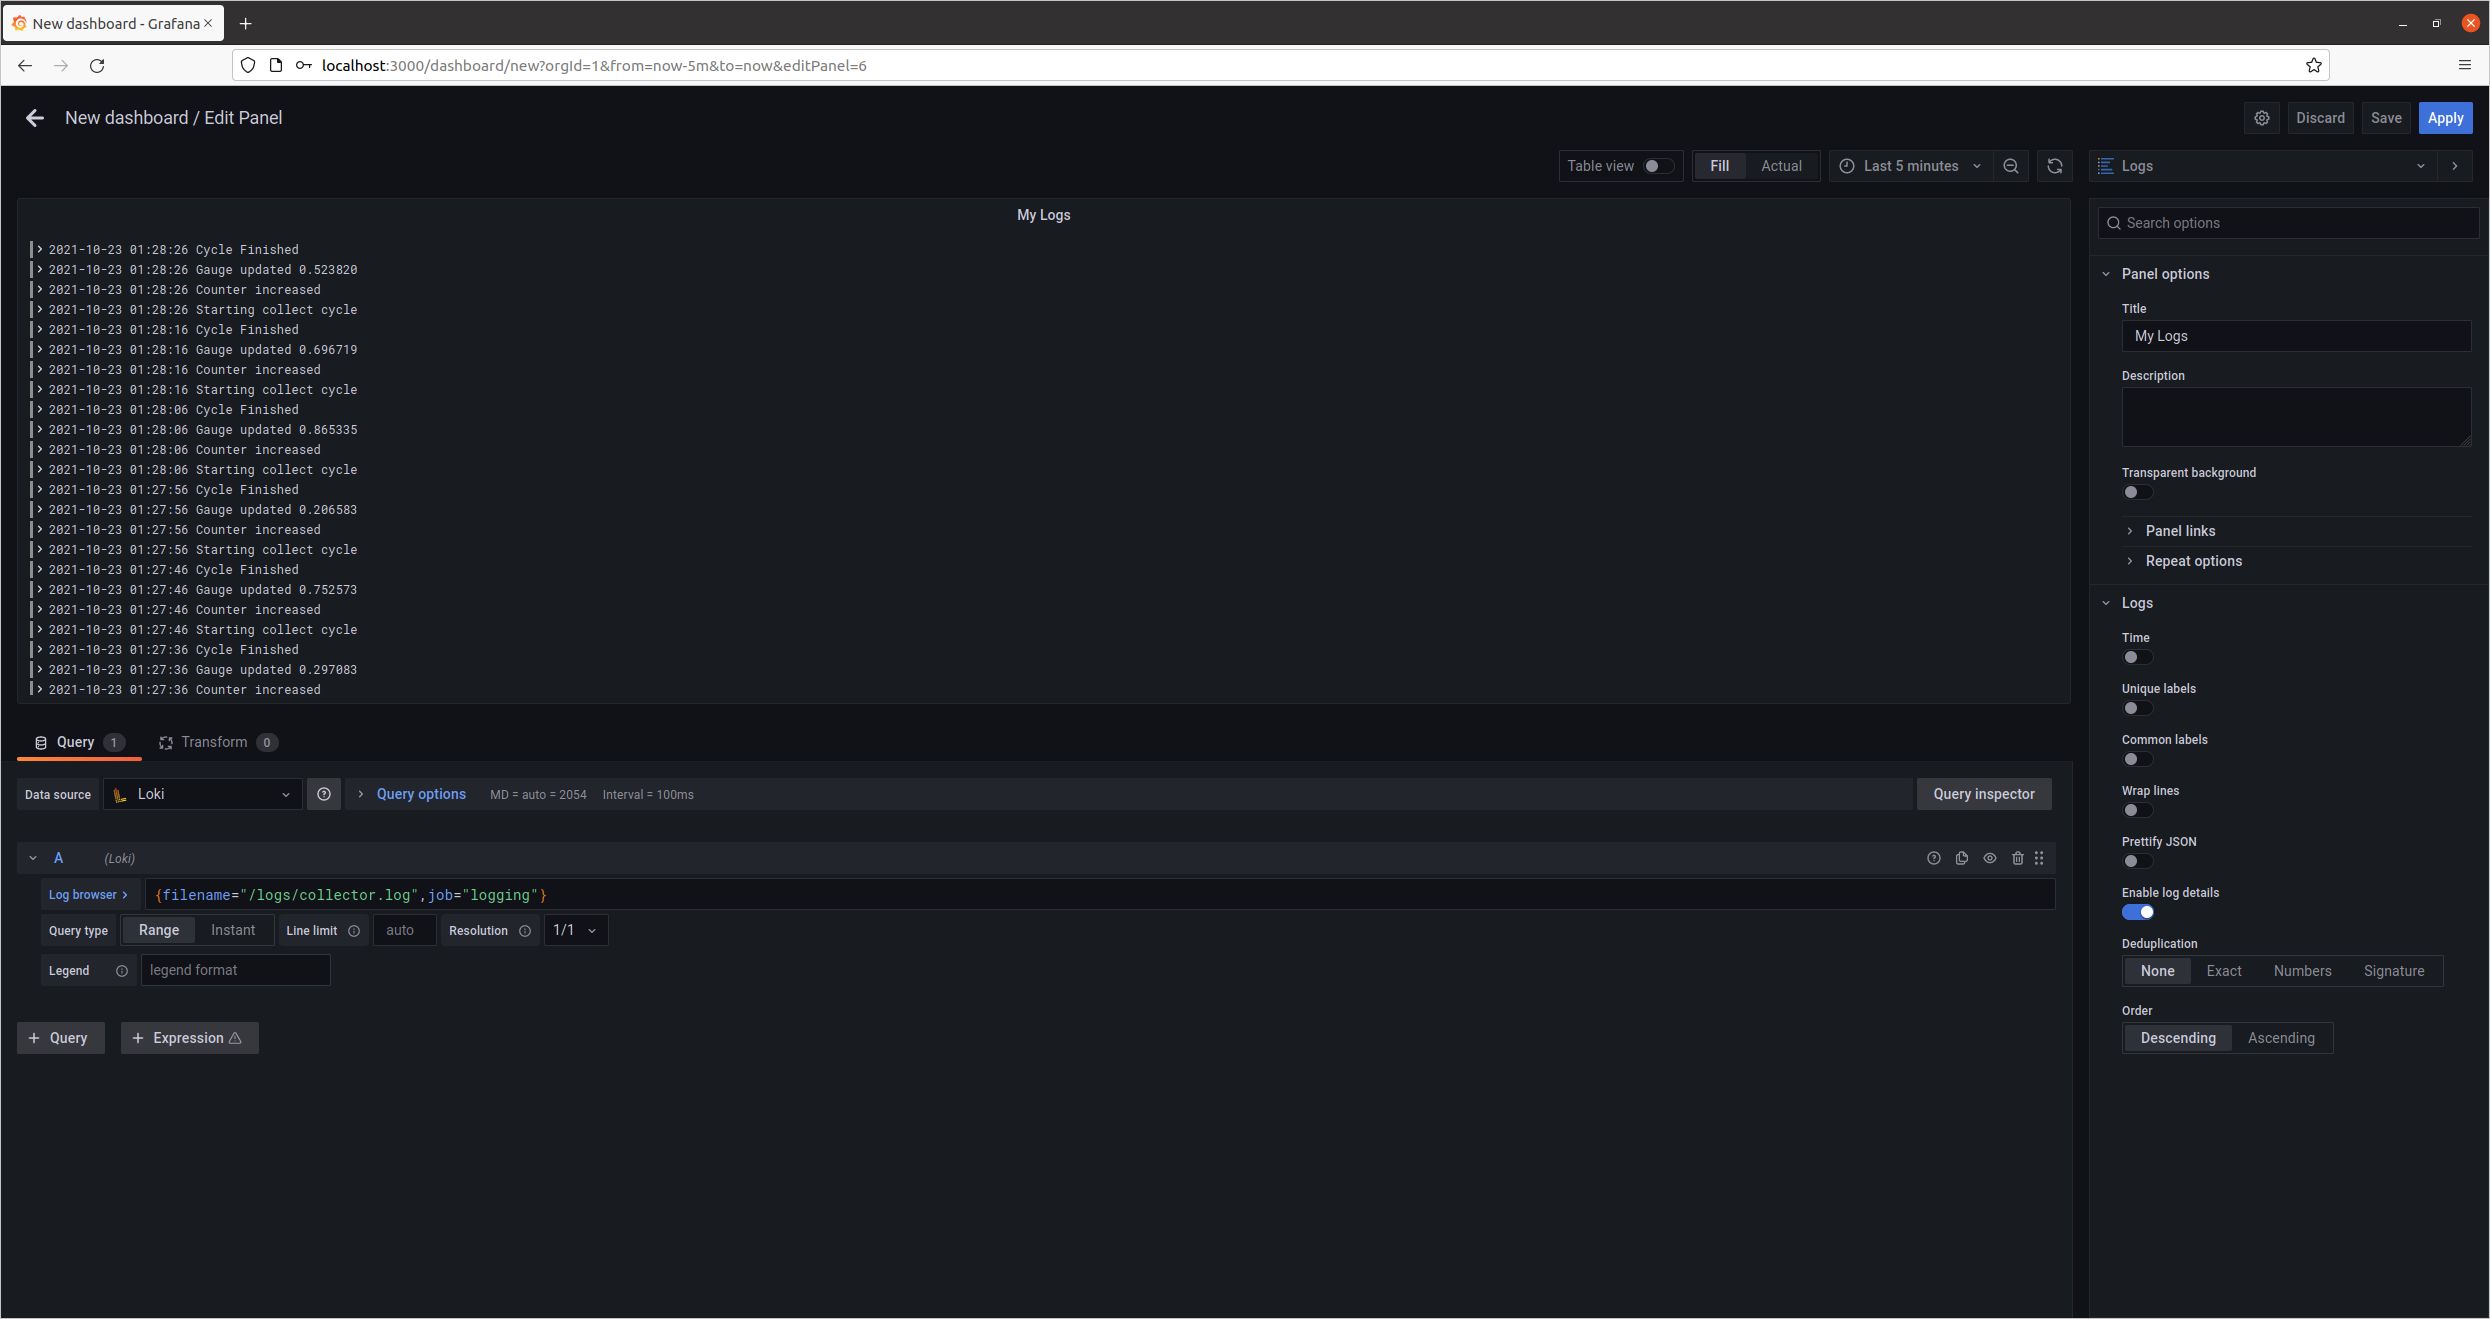 New dashboard - Grafana
localhost:3000/dashboard/new?orgId=1&from=now-5m&to=now&editPanel=6
New dashboard / Edit Panel
Discard
Save
Apply
Table view
Fill
Actual
Last 5 minutes
Logs
My Logs
2021-10-23 01:28:26 Cycle Finished
2021-10-23 01:28:26 Gauge updated 0.523820
2021-10-23 01:28:26 Counter increased
2021-10-23 01:28:26 Starting collect cycle
2021-10-23 01:28:16 Cycle Finished
2021-10-23 01:28:16 Gauge updated 0.696719
2021-10-23 01:28:16 Counter increased
2021-10-23 01:28:16 Starting collect cycle
2021-10-23 01:28:06 Cycle Finished
2021-10-23 01:28:06 Gauge updated 0.865335
2021-10-23 01:28:06 Counter increased
2021-10-23 01:28:06 Starting collect cycle
2021-10-23 01:27:56 Cycle Finished
2021-10-23 01:27:56 Gauge updated 0.206583
2021-10-23 01:27:56 Counter increased
2021-10-23 01:27:56 Starting collect cycle
2021-10-23 01:27:46 Cycle Finished
2021-10-23 01:27:46 Gauge updated 0.752573
2021-10-23 01:27:46 Counter increased
2021-10-23 01:27:46 Starting collect cycle
2021-10-23 01:27:36 Cycle Finished
2021-10-23 01:27:36 Gauge updated 0.297083
2021-10-23 01:27:36 Counter increased
Query 1
Transform 0
Data source
Loki
Query options
MD = auto = 2054
Interval = 100ms
Query inspector
A
(Loki)
Log browser
{filename="/logs/collector.log",job="logging"}
Query type
Range
Instant
Line limit
auto
Resolution
1/1
Legend
legend format
+ Query
+ Expression
Search options
Panel options
Title
My Logs
Description
Transparent background
Panel links
Repeat options
Logs
Time
Unique labels
Common labels
Wrap lines
Prettify JSON
Enable log details
Deduplication
None
Exact
Numbers
Signature
Order
Descending
Ascending